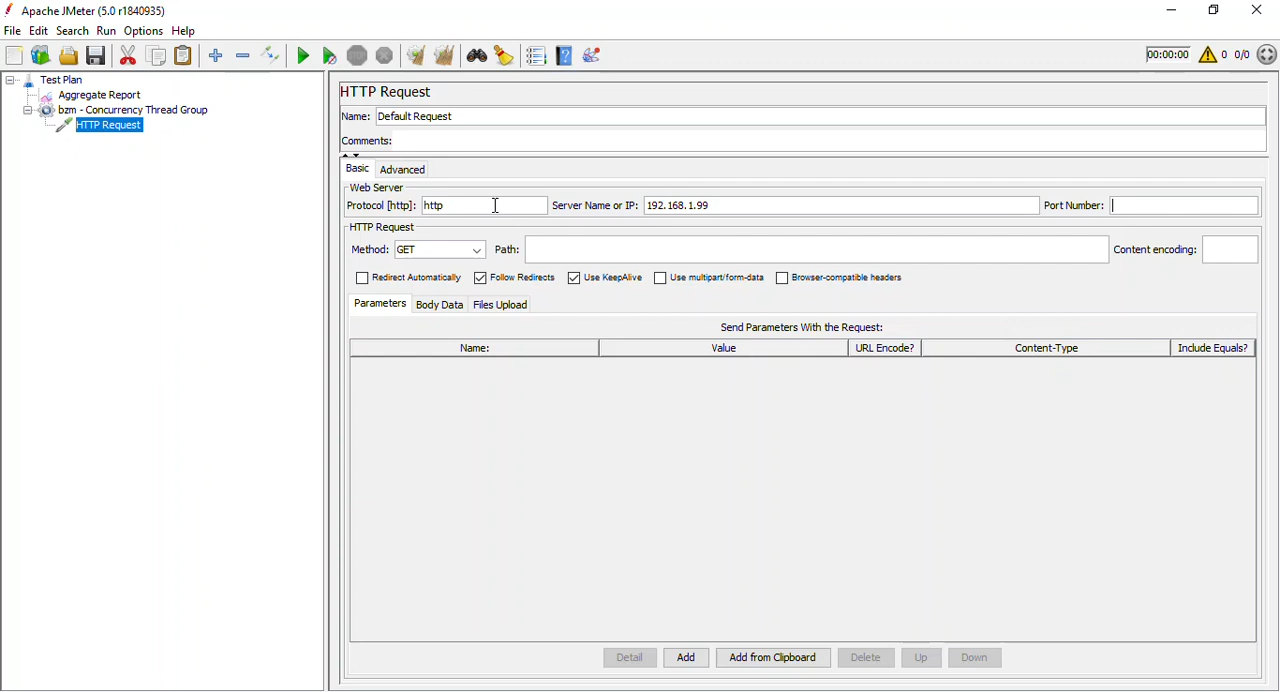 Apache JMeter (5.0 r1840935)
File Edit Search Run Options Help
00:00:00 0 0/0
Test Plan
Aggregate Report
bzm - Concurrency Thread Group
HTTP Request
HTTP Request
Name: Default Request
Comments:
Basic Advanced
Web Server
Protocol [http]: http Server Name or IP: 192.168.1.99 Port Number:
HTTP Request
Method: GET Path: Content encoding:
Redirect Automatically Follow Redirects Use KeepAlive Use multipart/form-data Browser-compatible headers
Parameters Body Data Files Upload
Send Parameters With the Request:
Name: Value URL Encode? Content-Type Include Equals?
Detail Add Add from Clipboard Delete Up Down